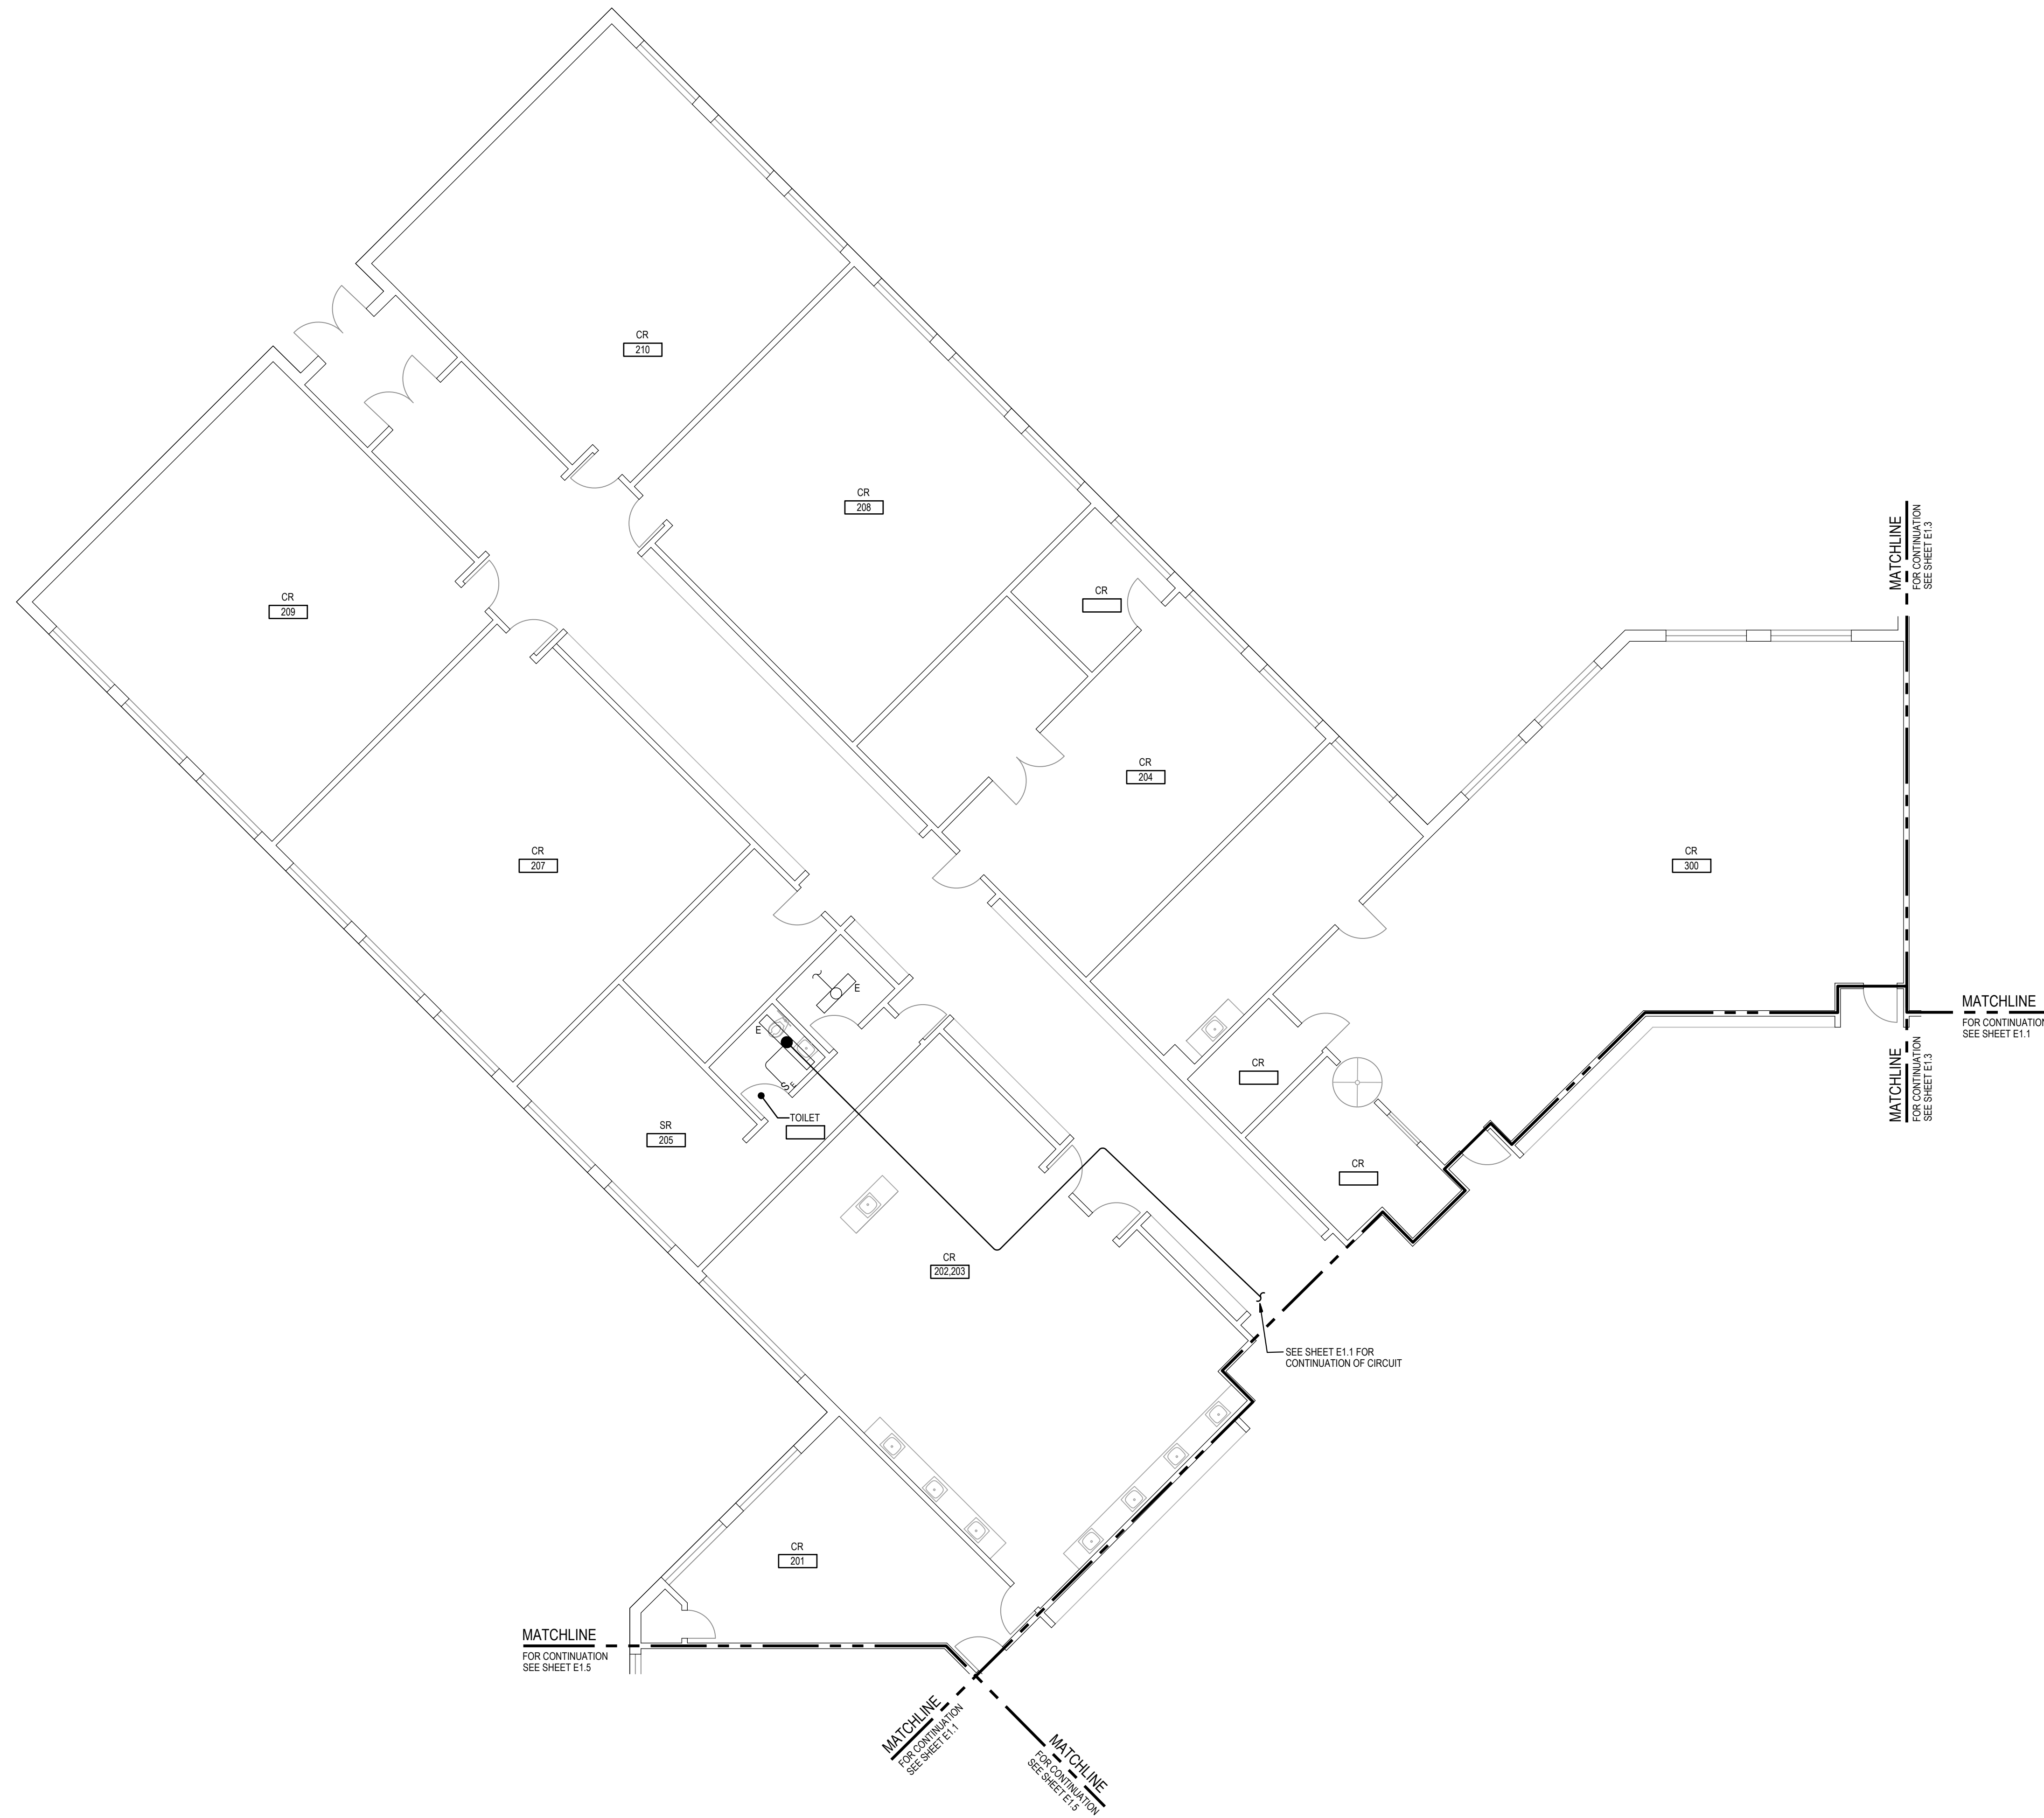 CR
210
CR
208
MATCHLINE
FOR CONTINUATION
SEE SHEET E1.3
CR
209
CR
CR
204
CR
207
CR
300
E
E
MATCHLINE
FOR CONTINUATION
SEE SHEET E1.1
MATCHLINE
FOR CONTINUATION
SEE SHEET E1.3
CR
S E
TOILET
SR
205
CR
CR
202,203
SEE SHEET E1.1 FOR
CONTINUATION OF CIRCUIT
CR
201
MATCHLINE
FOR CONTINUATION
SEE SHEET E1.5
MATCHLINE
FOR CONTINUATION
SEE SHEET E1.1
MATCHLINE
FOR CONTINUATION
SEE SHEET E1.5